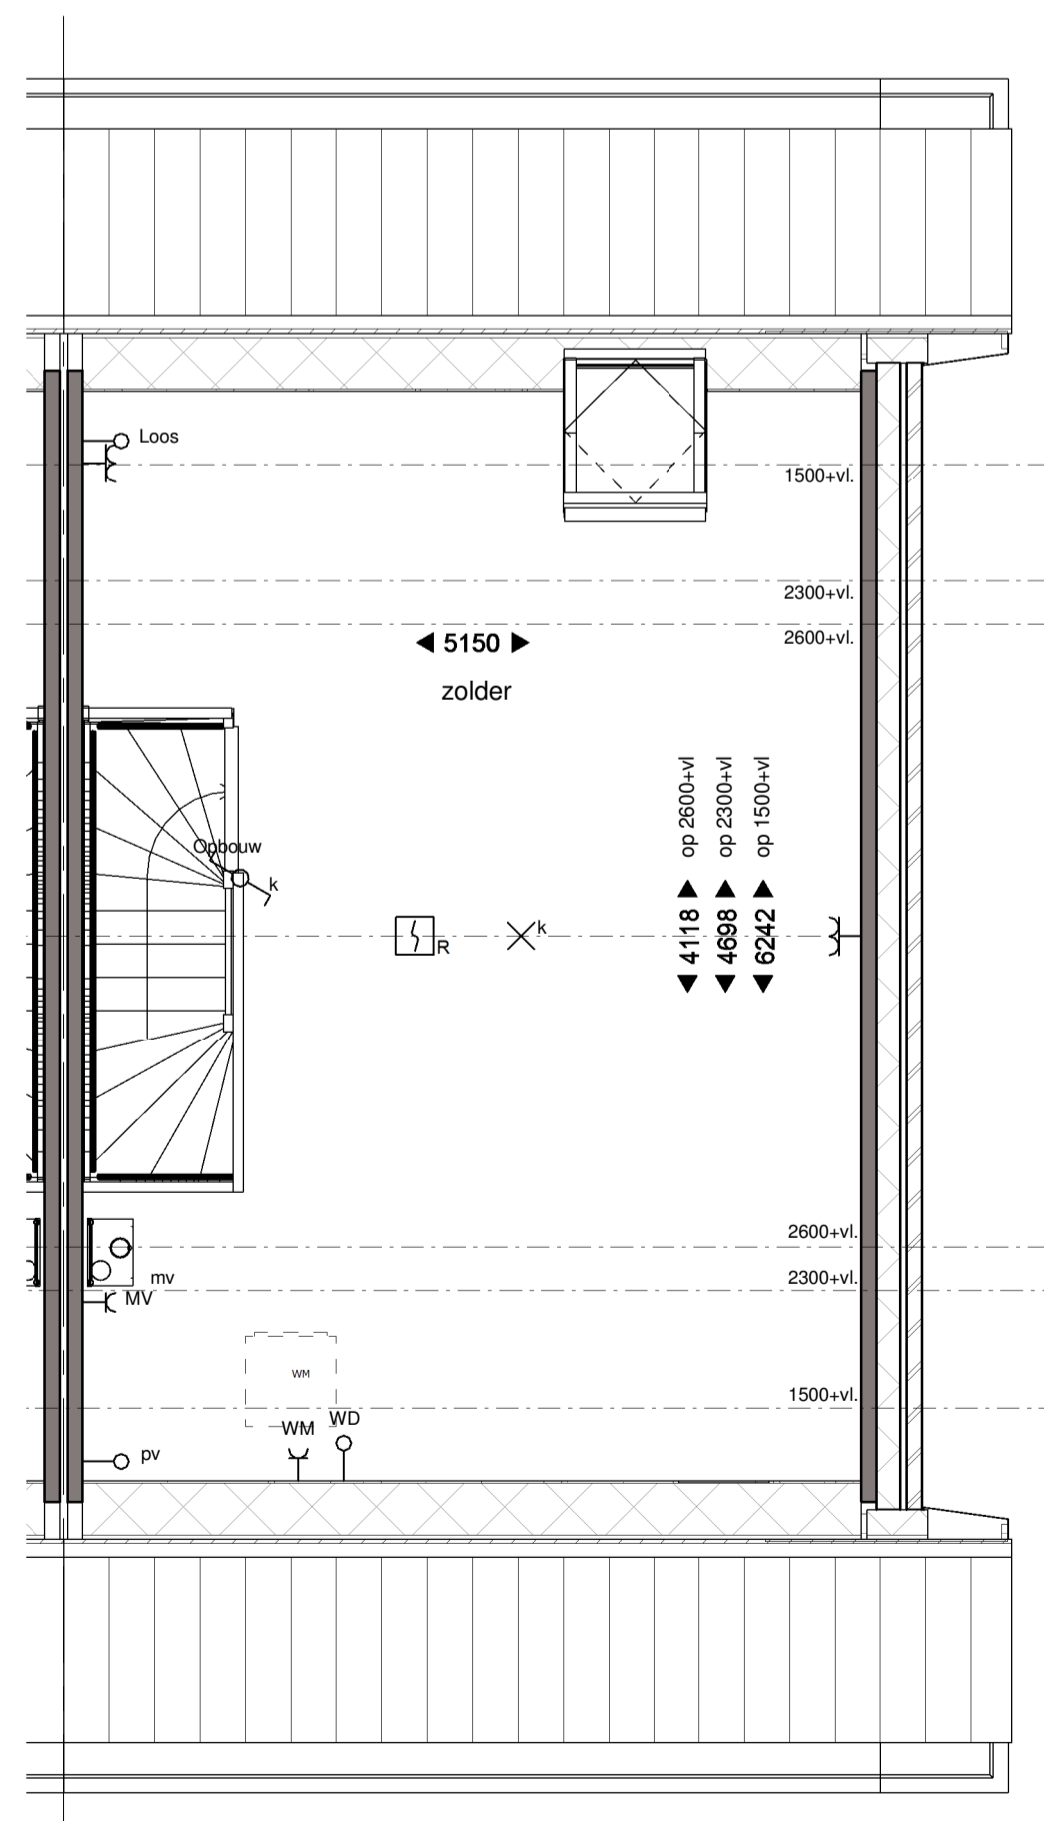 Loos
1500+vl.
2300+vl.
2600+vl.
5150
zolder
op 2600+vl
op 2300+vl
op 1500+vl
Opbouw
k
R
k
4118
4698
6242
2600+vl.
mv
2300+vl.
MV
WM
1500+vl.
WM
WD
pv